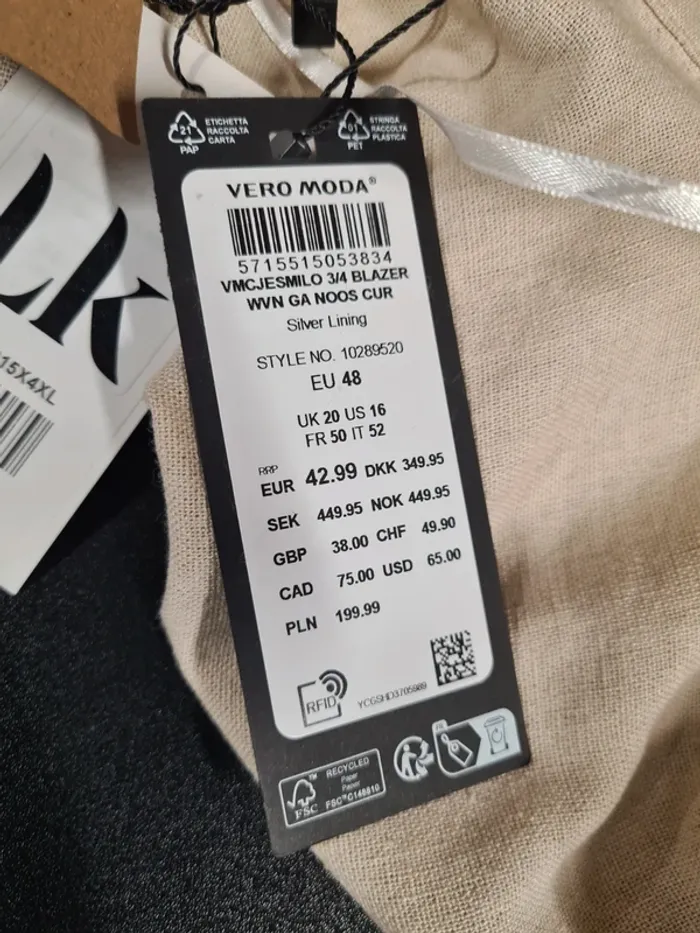 21
PAP
ETICHETTA
RACCOLTA
CARTA
01
PET
STRINGA
RACCOLTA
PLASTICA
VERO MODA®
5715515053834
VMCJESMILO 3/4 BLAZER
WVN GA NOOS CUR
Silver Lining
STYLE NO. 10289520
EU 48
UK 20 US 16
FR 50 IT 52
RRP
EUR 42.99 DKK 349.95
SEK 449.95 NOK 449.95
GBP 38.00 CHF 49.90
CAD 75.00 USD 65.00
PLN 199.99
RFID
YCGSHD3705989
FSC™
RECYCLED
Paper
Papier
FSC® C148810
LK
15X4XL